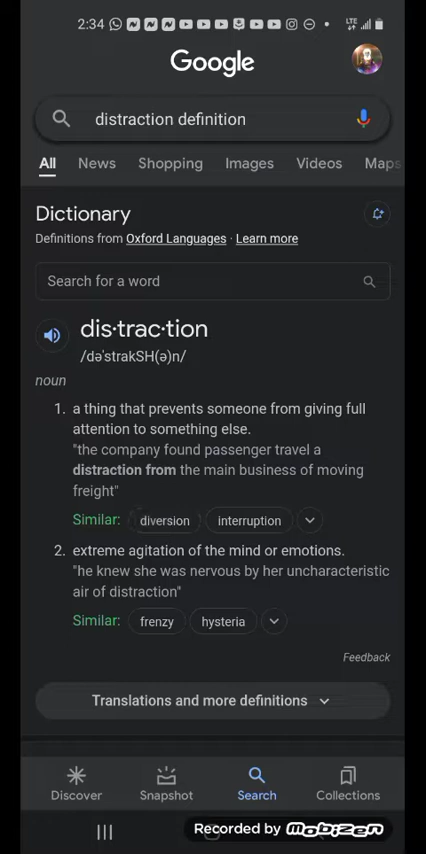 2:34 LTE
Google
distraction definition
All News Shopping Images Videos Maps
Dictionary
Definitions from Oxford Languages · Learn more
Search for a word
dis·trac·tion
/dəˈstrakSH(ə)n/
noun
1. a thing that prevents someone from giving full
attention to something else.
"the company found passenger travel a
distraction from the main business of moving
freight"
Similar: diversion interruption
2. extreme agitation of the mind or emotions.
"he knew she was nervous by her uncharacteristic
air of distraction"
Similar: frenzy hysteria
Feedback
Translations and more definitions
Discover Snapshot Search Collections
Recorded by Mobizen